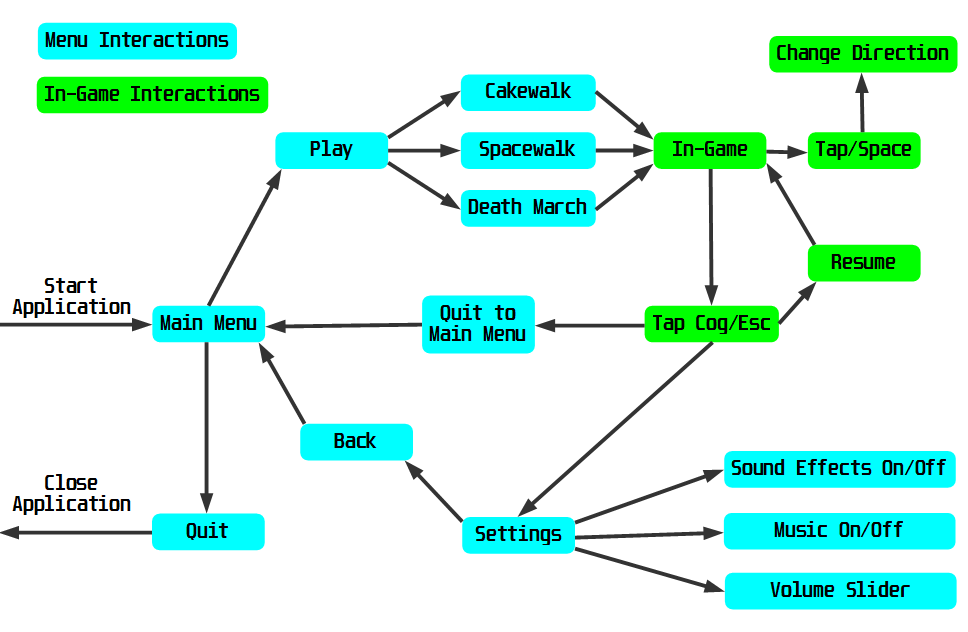 Menu Interactions
In-Game Interactions
Change Direction
Cakewalk
Play
Spacewalk
In-Game
Tap/Space
Death March
Resume
Start
Application
Main Menu
Quit to
Main Menu
Tap Cog/Esc
Back
Sound Effects On/Off
Close
Application
Quit
Settings
Music On/Off
Volume Slider